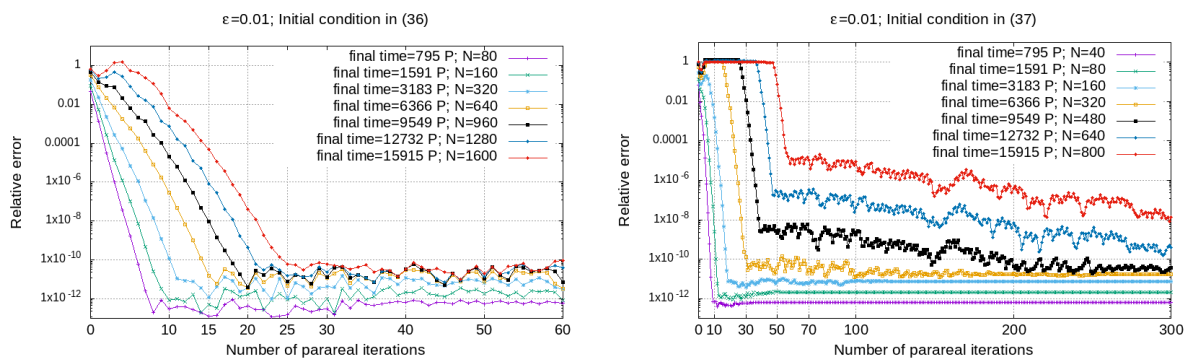 ε=0.01; Initial condition in (36)
final time=795 P; N=80
final time=1591 P; N=160
final time=3183 P; N=320
final time=6366 P; N=640
final time=9549 P; N=960
final time=12732 P; N=1280
final time=15915 P; N=1600
Relative error
1
0.01
0.0001
1x10-6
1x10-8
1x10-10
1x10-12
0 10 15 20 25 30 40 50 60
Number of parareal iterations
ε=0.01; Initial condition in (37)
final time=795 P; N=40
final time=1591 P; N=80
final time=3183 P; N=160
final time=6366 P; N=320
final time=9549 P; N=480
final time=12732 P; N=640
final time=15915 P; N=800
Relative error
1
0.01
0.0001
1x10-6
1x10-8
1x10-10
1x10-12
0 10 30 50 70 100 200 300
Number of parareal iterations